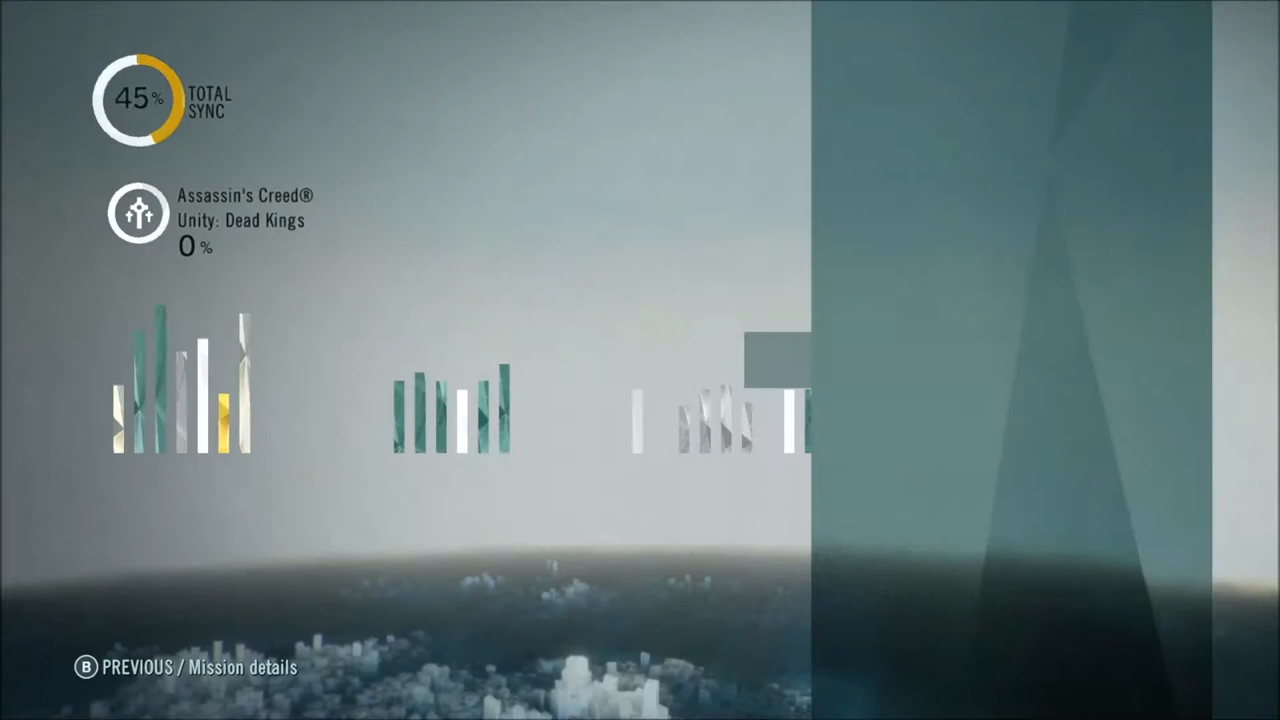 45%
TOTAL
SYNC
Assassin's Creed®
Unity: Dead Kings
0 %
B PREVIOUS / Mission details